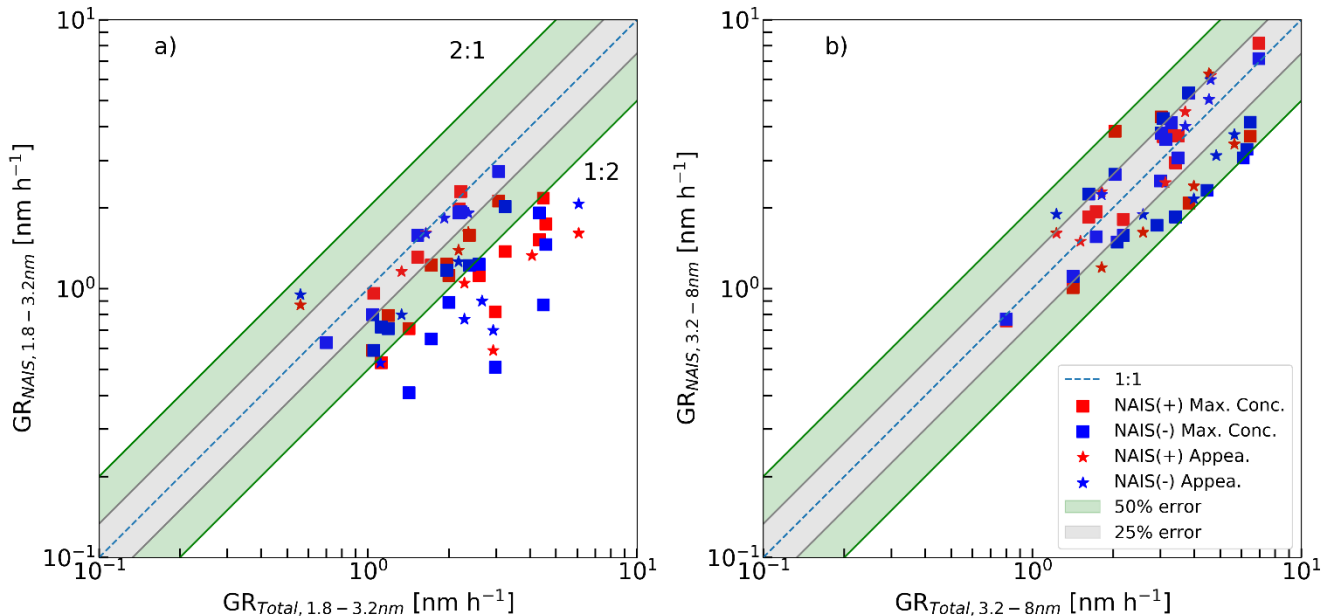 a)
2:1
1:2
10¹
10⁰
10⁻¹
GR_NAIS, 1.8−3.2nm [nm h⁻¹]
10⁻¹
10⁰
10¹
GR_Total, 1.8−3.2nm [nm h⁻¹]
b)
10¹
10⁰
10⁻¹
GR_NAIS, 3.2−8nm [nm h⁻¹]
10⁻¹
10⁰
10¹
GR_Total, 3.2−8nm [nm h⁻¹]
1:1
NAIS(+) Max. Conc.
NAIS(-) Max. Conc.
NAIS(+) Appea.
NAIS(-) Appea.
50% error
25% error